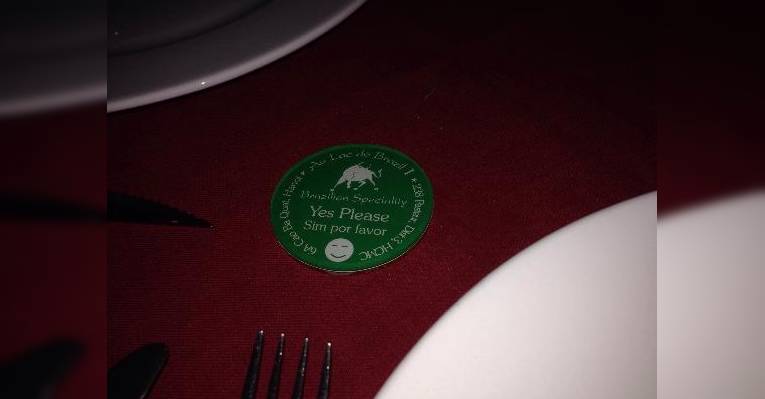 Au Lac do Brazil
Brazilian Speciality
Yes Please
Sim por favor
6A Cao Ba Quat, Hanoi
238 Pasteur, Dist 3, HCMC